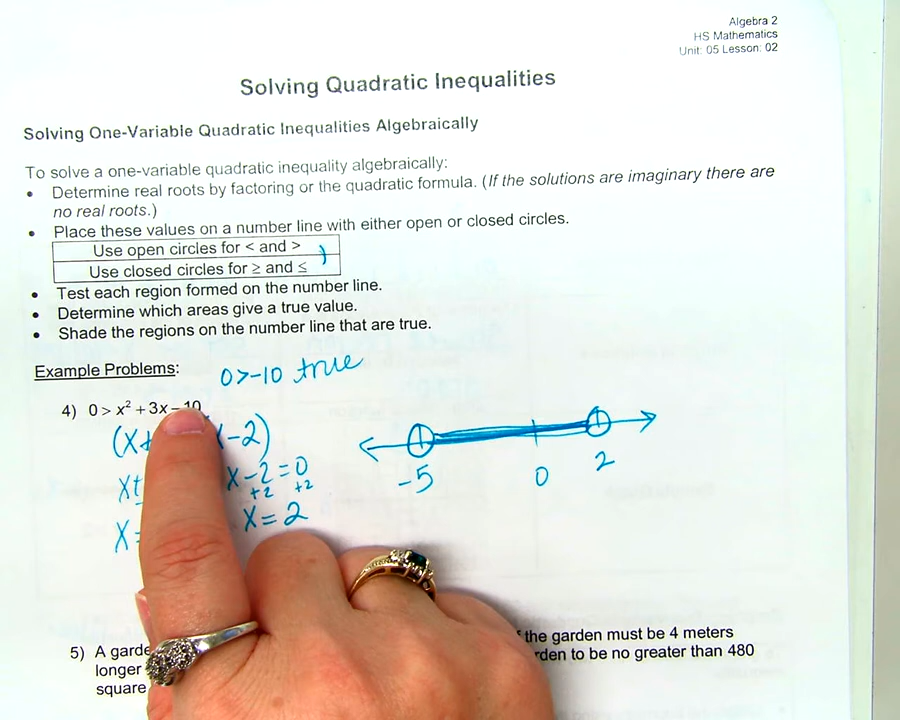 Algebra 2
HS Mathematics
Unit: 05 Lesson: 02
Solving Quadratic Inequalities
Solving One-Variable Quadratic Inequalities Algebraically
To solve a one-variable quadratic inequality algebraically:
• Determine real roots by factoring or the quadratic formula. (If the solutions are imaginary there are
no real roots.)
• Place these values on a number line with either open or closed circles.
Use open circles for < and >
Use closed circles for ≥ and ≤
• Test each region formed on the number line.
• Determine which areas give a true value.
• Shade the regions on the number line that are true.
Example Problems:
0>-10 true
4) 0 > x² + 3x – 10
(x+ -2)
x+ x-2=0
+2 +2
x= x=2
-5 0 2
5) A garde the garden must be 4 meters
longer rden to be no greater than 480
square